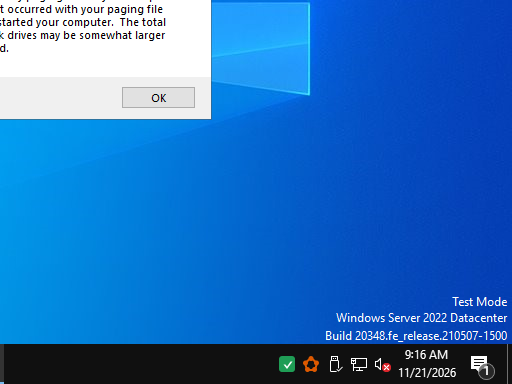 t occurred with your paging file
started your computer. The total
k drives may be somewhat larger
d.
OK
Test Mode
Windows Server 2022 Datacenter
Build 20348.fe_release.210507-1500
9:16 AM
11/21/2026
1